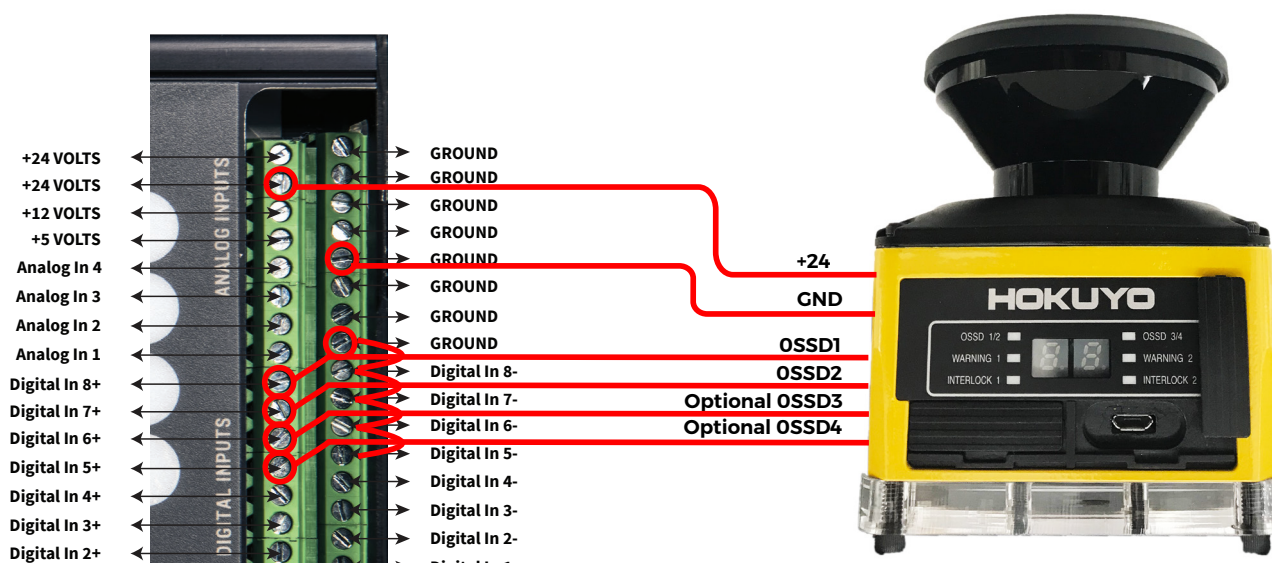 +24 VOLTS
+24 VOLTS
+12 VOLTS
+5 VOLTS
Analog In 4
Analog In 3
Analog In 2
Analog In 1
Digital In 8+
Digital In 7+
Digital In 6+
Digital In 5+
Digital In 4+
Digital In 3+
Digital In 2+
ANALOG INPUTS
DIGITAL INPUTS
GROUND
GROUND
GROUND
GROUND
GROUND
GROUND
GROUND
GROUND
Digital In 8-
Digital In 7-
Digital In 6-
Digital In 5-
Digital In 4-
Digital In 3-
Digital In 2-
+24
GND
0SSD1
0SSD2
Optional 0SSD3
Optional 0SSD4
HOKUYO
OSSD 1/2
WARNING 1
INTERLOCK 1
8 8
OSSD 3/4
WARNING 2
INTERLOCK 2